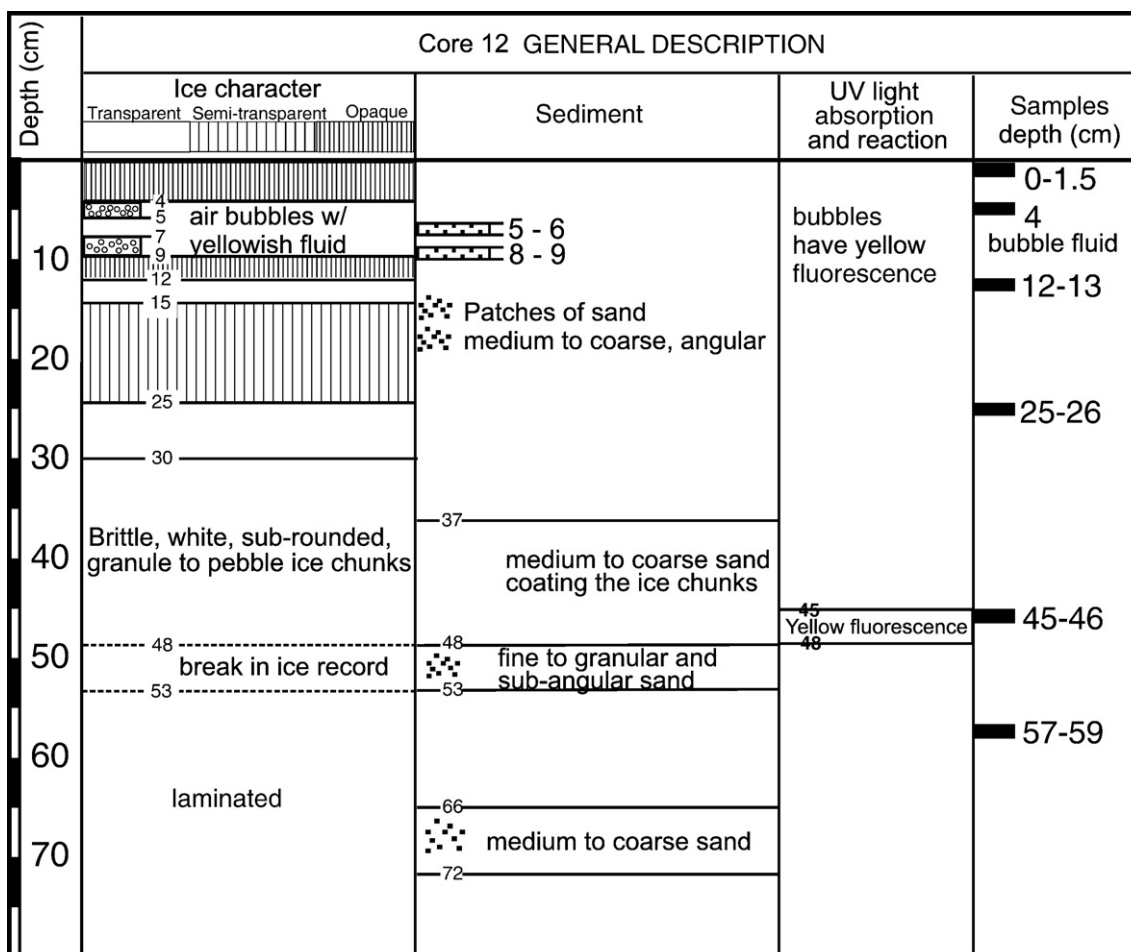 Core 12 GENERAL DESCRIPTION
Depth (cm)
Ice character
Transparent Semi-transparent Opaque
Sediment
UV light
absorption
and reaction
Samples
depth (cm)
10
20
30
40
50
60
70
4
5
7
9
12
15
25
30
48
53
air bubbles w/
yellowish fluid
Brittle, white, sub-rounded,
granule to pebble ice chunks
break in ice record
laminated
5 - 6
8 - 9
Patches of sand
medium to coarse, angular
37
medium to coarse sand
coating the ice chunks
48
fine to granular and
sub-angular sand
53
66
medium to coarse sand
72
bubbles
have yellow
fluorescence
45
Yellow fluorescence
48
0-1.5
4
bubble fluid
12-13
25-26
45-46
57-59